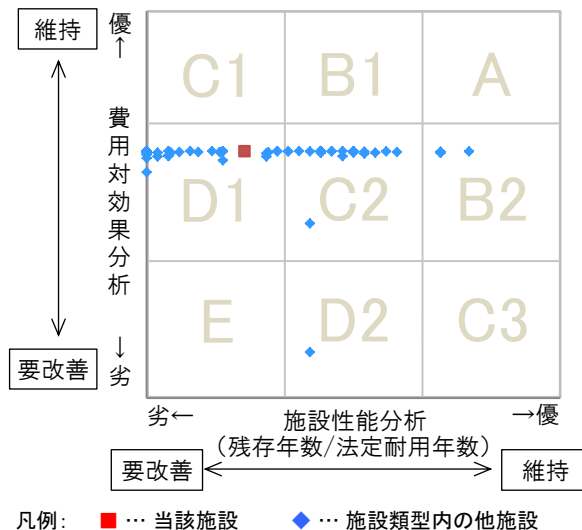 維持
優
↑
C1
B1
A
費用対効果分析
D1
C2
B2
E
D2
C3
↓
劣
要改善
劣←
施設性能分析
→優
（残存年数/法定耐用年数）
要改善
維持
凡例： ■ … 当該施設 ◆ … 施設類型内の他施設